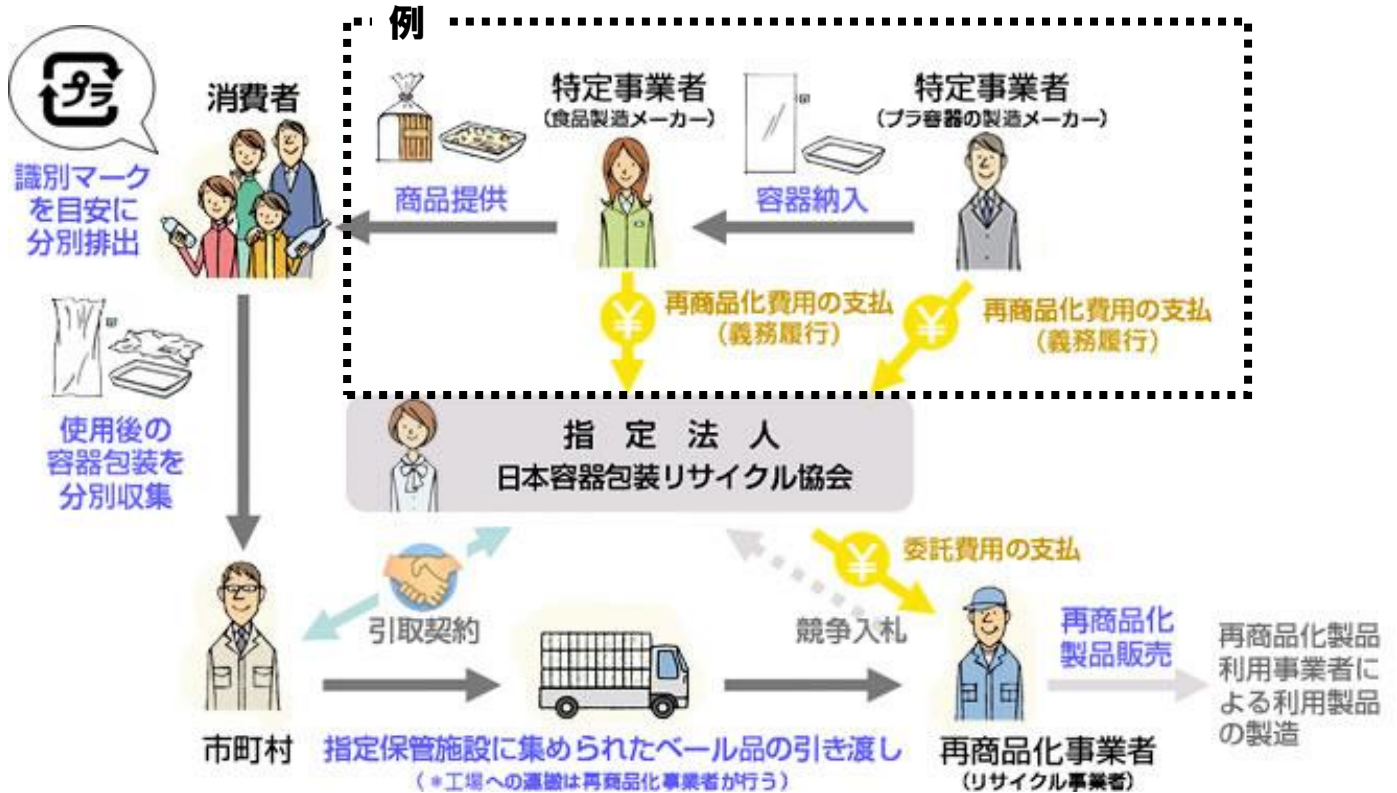 例
プラ
消費者
識別マーク
を目安に
分別排出
特定事業者
(食品製造メーカー)
特定事業者
(プラ容器の製造メーカー)
商品提供
容器納入
再商品化費用の支払
(義務履行)
再商品化費用の支払
(義務履行)
使用後の
容器包装を
分別収集
指定法人
日本容器包装リサイクル協会
引取契約
競争入札
委託費用の支払
再商品化
製品販売
再商品化製品
利用事業者に
よる利用製品
の製造
市町村
指定保管施設に集められたベール品の引き渡し
(*工場への運搬は再商品化事業者が行う)
再商品化事業者
(リサイクル事業者)